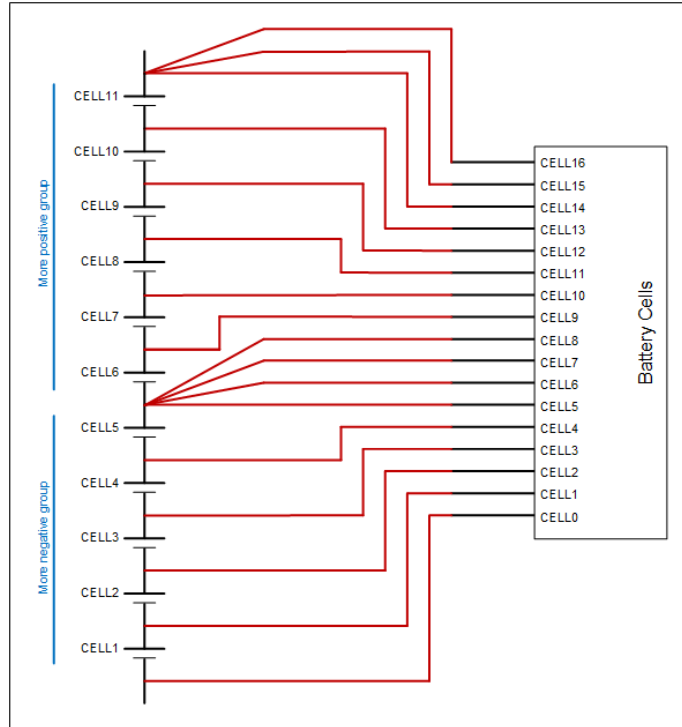 CELL11
CELL10
CELL9
CELL8
CELL7
CELL6
CELL5
CELL4
CELL3
CELL2
CELL1
More positive group
More negative group
CELL16
CELL15
CELL14
CELL13
CELL12
CELL11
CELL10
CELL9
CELL8
CELL7
CELL6
CELL5
CELL4
CELL3
CELL2
CELL1
CELL0
Battery Cells